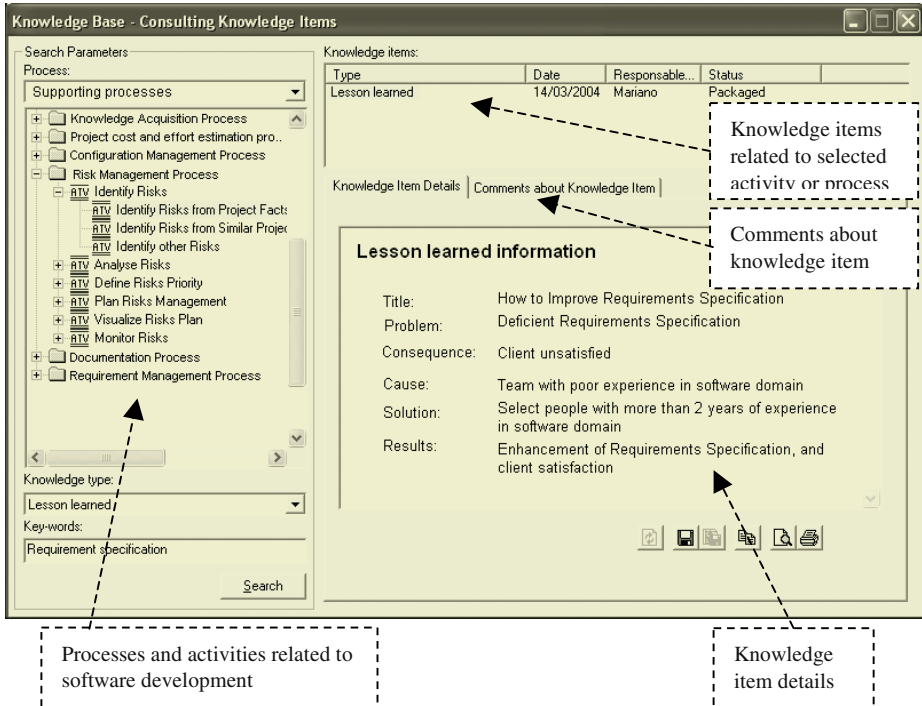 Knowledge Base - Consulting Knowledge Items
Search Parameters
Process:
Supporting processes
Knowledge Acquisition Process
Project cost and effort estimation pro..
Configuration Management Process
Risk Management Process
ATV Identify Risks
ATV Identify Risks from Project Facts
ATV Identify Risks from Similar Projec
ATV Identify other Risks
ATV Analyse Risks
ATV Define Risks Priority
ATV Plan Risks Management
ATV Visualize Risks Plan
ATV Monitor Risks
Documentation Process
Requirement Management Process
Knowledge type:
Lesson learned
Key-words:
Requirement specification
Search
Knowledge items:
Type Date Responsable... Status
Lesson learned 14/03/2004 Mariano Packaged
Knowledge Item Details Comments about Knowledge Item
Lesson learned information
Title: How to Improve Requirements Specification
Problem: Deficient Requirements Specification
Consequence: Client unsatisfied
Cause: Team with poor experience in software domain
Solution: Select people with more than 2 years of experience
in software domain
Results: Enhancement of Requirements Specification, and
client satisfaction
Knowledge items
related to selected
activity or process
Comments about
knowledge item
Processes and activities related to
software development
Knowledge
item details